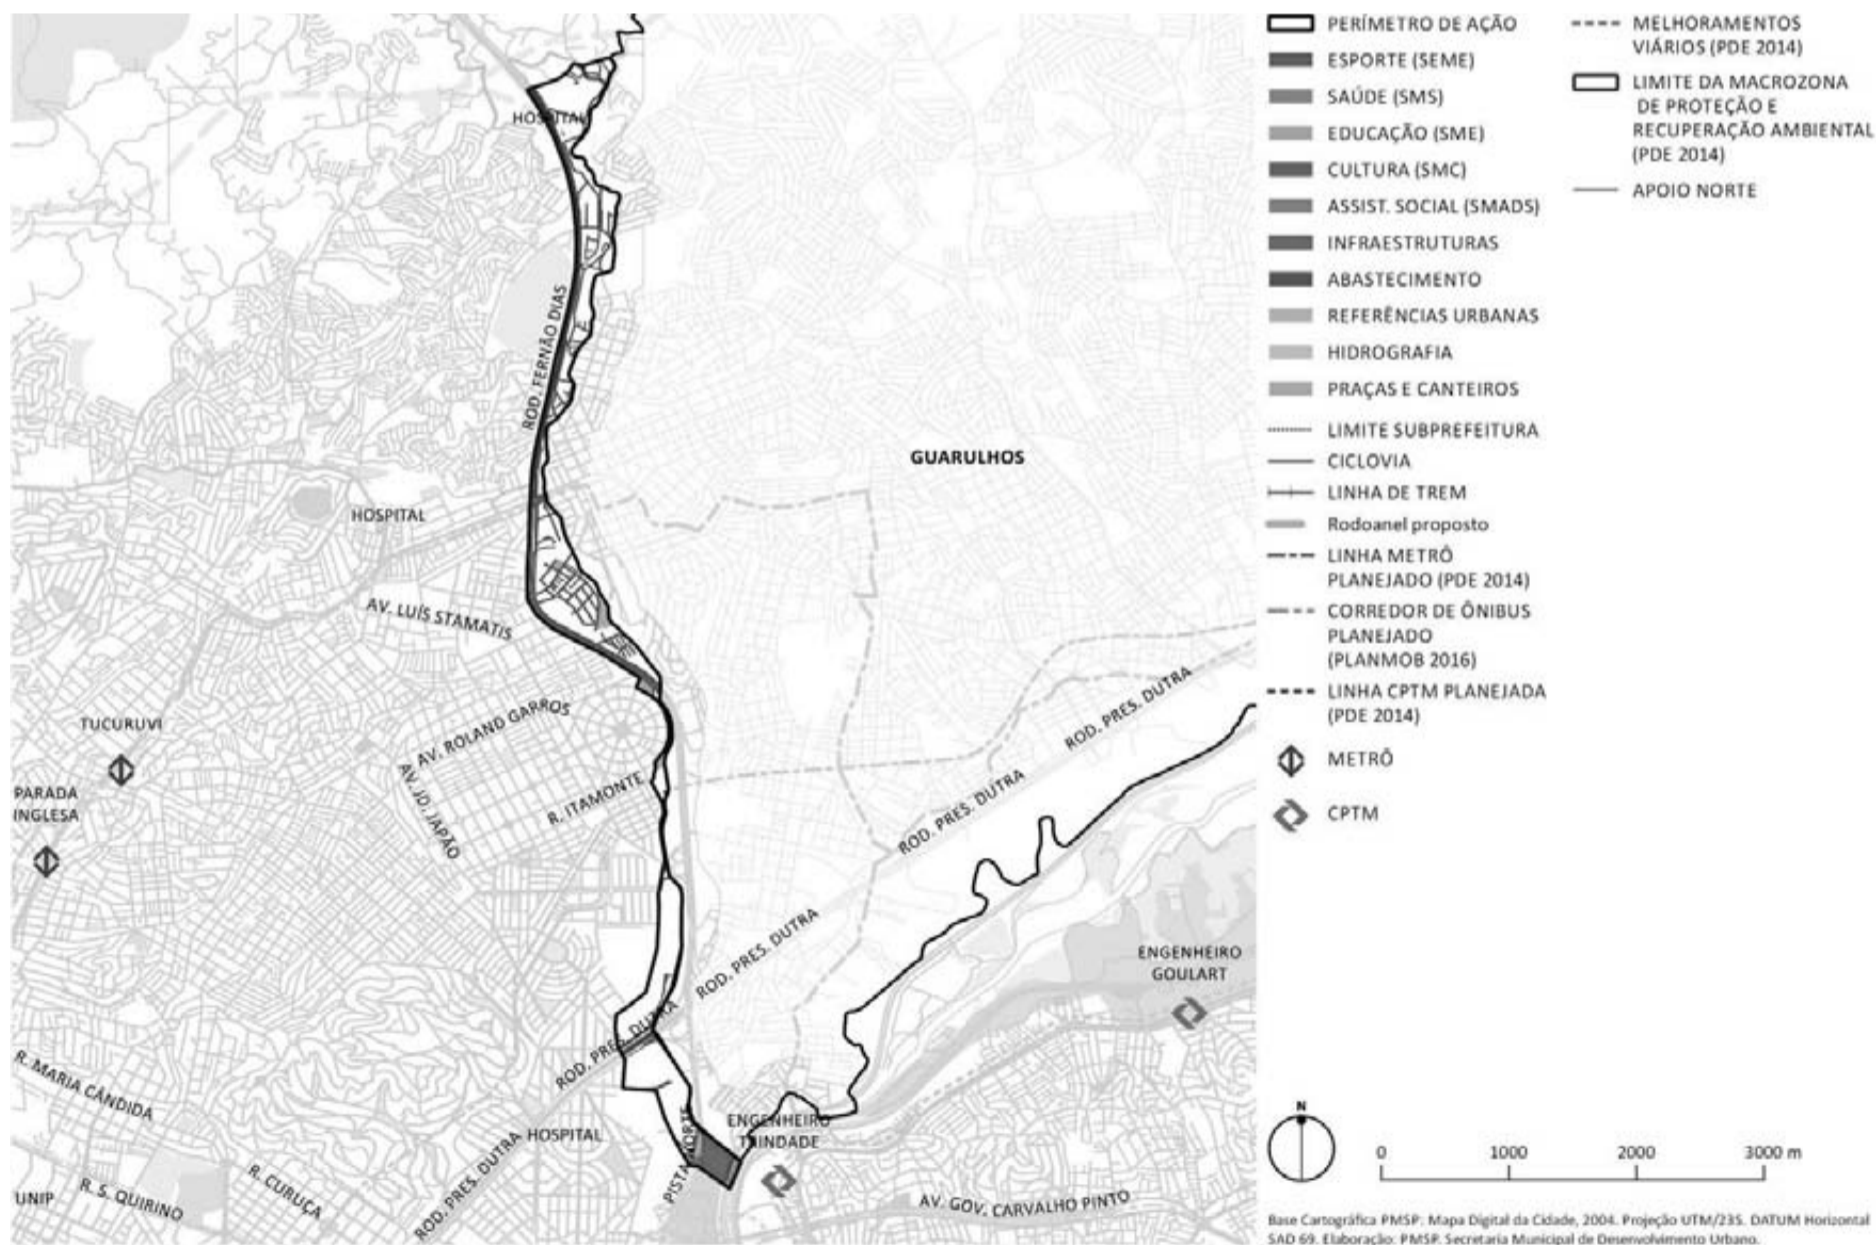 HOSPITAL
ROD. FERNÃO DIAS
GUARULHOS
HOSPITAL
AV. LUÍS STAMATIS
TUCURUVI
AV. ROLAND GARROS
ROD. PRES. DUTRA
PARADA
INGLESA
AV. JD. JAPÃO
R. ITAMONTE
ROD. PRES. DUTRA
ROD. PRES. DUTRA
ENGENHEIRO
GOULART
ROD. PRES. DUTRA
R. MARIA CÂNDIDA
HOSPITAL
ENGENHEIRO
TRINDADE
PISTA NORTE
UNIP
R. S. QUIRINO
R. CURUÇA
ROD. PRES. DUTRA
AV. GOV. CARVALHO PINTO
PERÍMETRO DE AÇÃO
ESPORTE (SEME)
SAÚDE (SMS)
EDUCAÇÃO (SME)
CULTURA (SMC)
ASSIST. SOCIAL (SMADS)
INFRAESTRUTURAS
ABASTECIMENTO
REFERÊNCIAS URBANAS
HIDROGRAFIA
PRAÇAS E CANTEIROS
LIMITE SUBPREFEITURA
CICLOVIA
LINHA DE TREM
Rodoanel proposto
LINHA METRÔ
PLANEJADO (PDE 2014)
CORREDOR DE ÔNIBUS
PLANEJADO
(PLANMOB 2016)
LINHA CPTM PLANEJADA
(PDE 2014)
METRÔ
CPTM
MELHORAMENTOS
VIÁRIOS (PDE 2014)
LIMITE DA MACROZONA
DE PROTEÇÃO E
RECUPERAÇÃO AMBIENTAL
(PDE 2014)
APOIO NORTE
N
0 1000 2000 3000 m
Base Cartográfica PMSP: Mapa Digital da Cidade, 2004. Projeção UTM/23S. DATUM Horizontal
SAD 69. Elaboração: PMSP. Secretaria Municipal de Desenvolvimento Urbano.